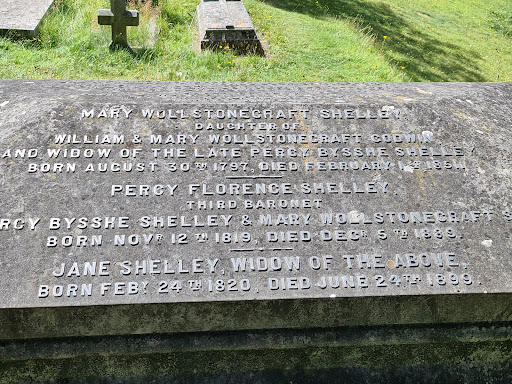 MARY WOLLSTONECRAFT SHELLEY,
DAUGHTER OF
WILLIAM & MARY WOLLSTONECRAFT GODWIN
AND WIDOW OF THE LATE PERCY BYSSHE SHELLEY.
BORN AUGUST 30TH 1797, DIED FEBRUARY 1ST 1851.
PERCY FLORENCE SHELLEY,
THIRD BARONET
PERCY BYSSHE SHELLEY & MARY WOLLSTONECRAFT
BORN NOVR 12TH 1819, DIED DECR 5TH 1889.
JANE SHELLEY, WIDOW OF THE ABOVE,
BORN FEBY 24TH 1820, DIED JUNE 24TH 1899.